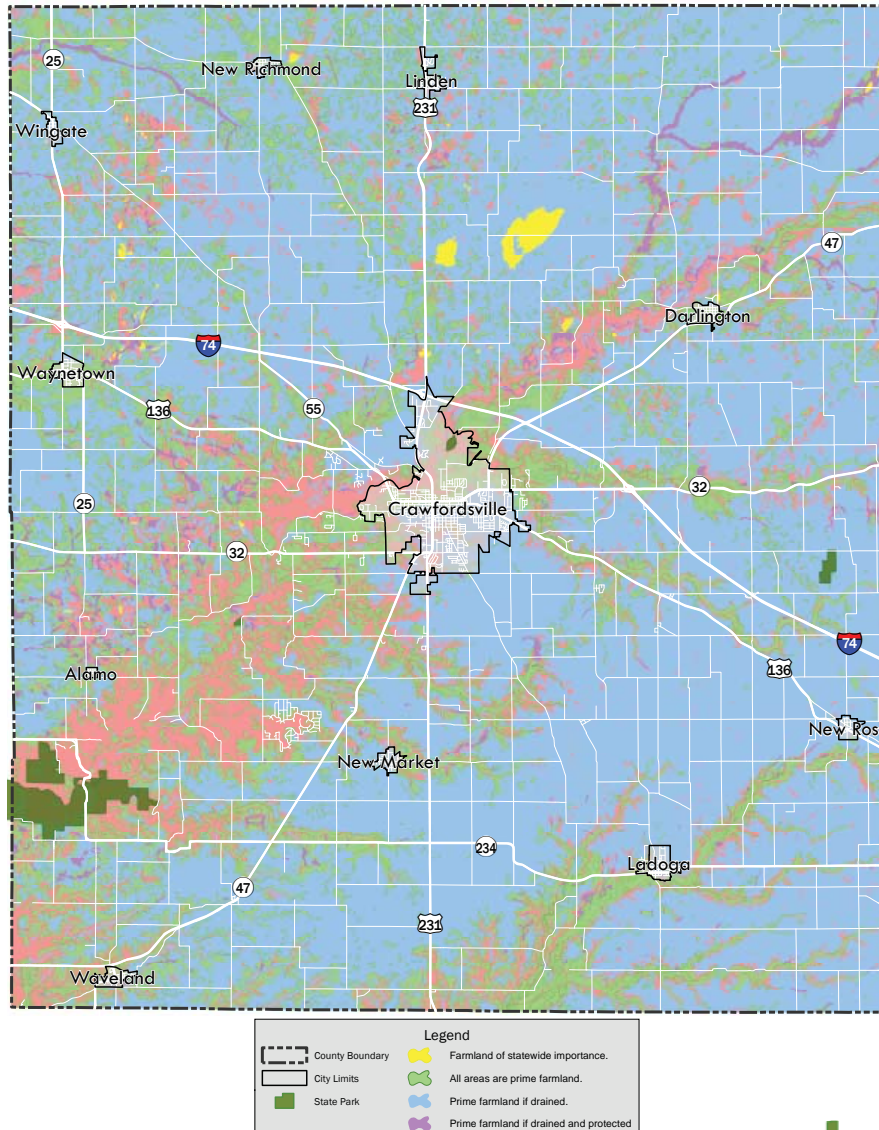 25
New Richmond
Linden
231
Wingate
47
Darlington
74
Waynetown
136
55
25
32
Crawfordsville
32
74
Alamo
136
New Ros
New Market
234
Ladoga
47
231
Waveland
Legend
County Boundary
City Limits
State Park
Farmland of statewide importance.
All areas are prime farmland.
Prime farmland if drained.
Prime farmland if drained and protected